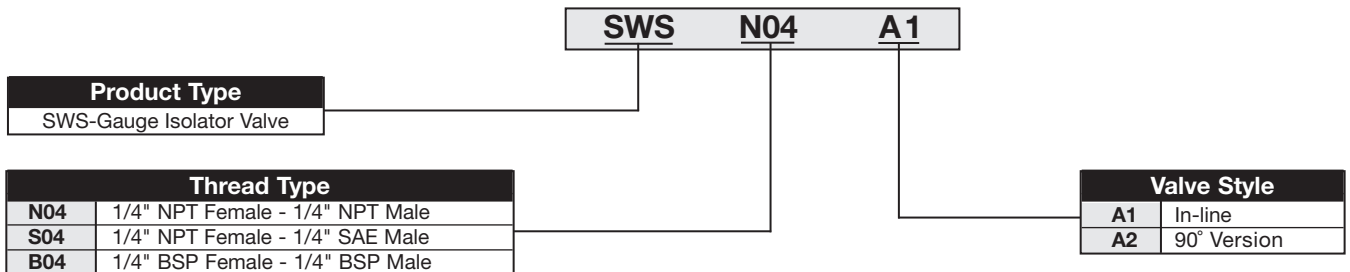 SWS N04 A1
Product Type
SWS-Gauge Isolator Valve
Thread Type
N04 1/4" NPT Female - 1/4" NPT Male
S04 1/4" NPT Female - 1/4" SAE Male
B04 1/4" BSP Female - 1/4" BSP Male
Valve Style
A1 In-line
A2 90° Version